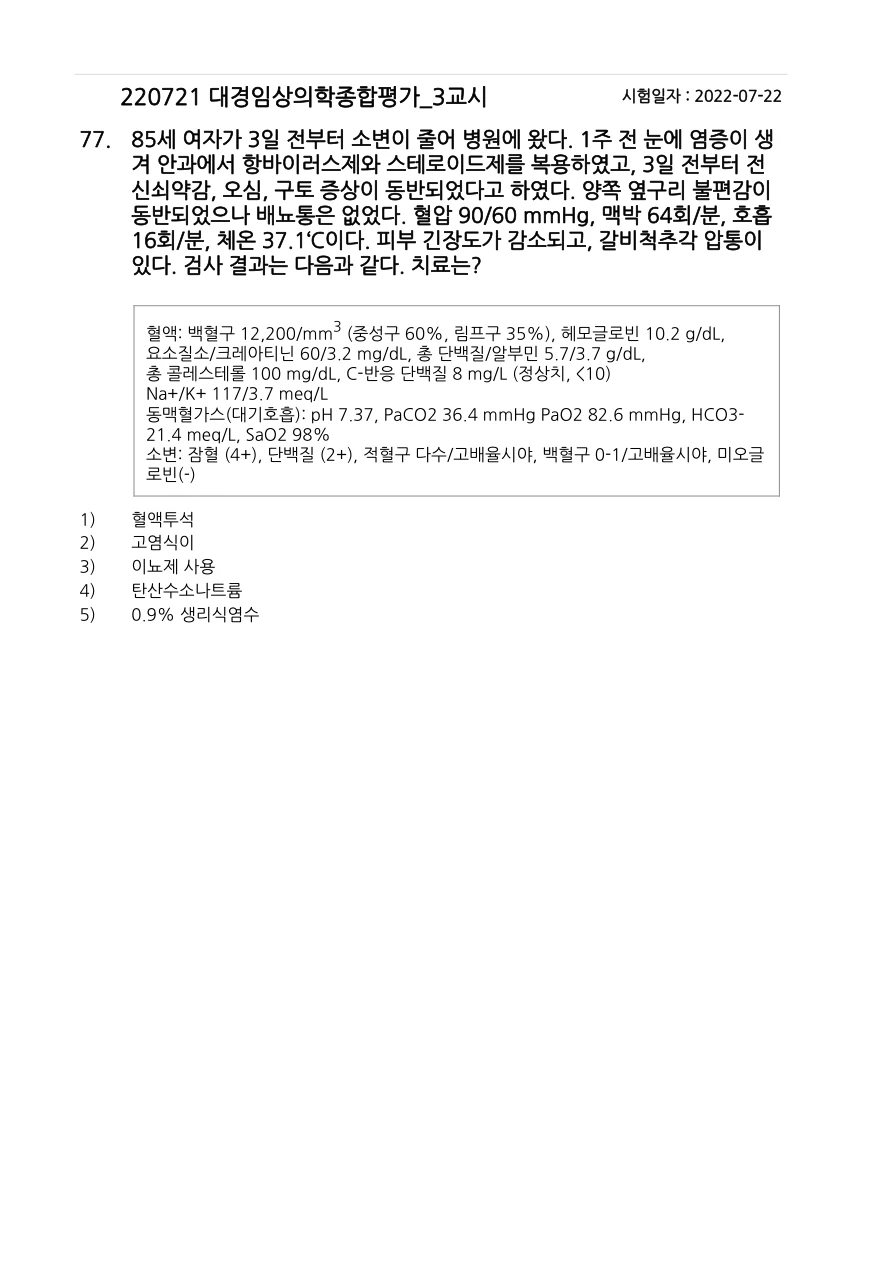 220721 대경임상의학종합평가_3교시
시험일자 : 2022-07-22
77. 85세 여자가 3일 전부터 소변이 줄어 병원에 왔다. 1주 전 눈에 염증이 생
겨 안과에서 항바이러스제와 스테로이드제를 복용하였고, 3일 전부터 전
신쇠약감, 오심, 구토 증상이 동반되었다고 하였다. 양쪽 옆구리 불편감이
동반되었으나 배뇨통은 없었다. 혈압 90/60 mmHg, 맥박 64회/분, 호흡
16회/분, 체온 37.1℃이다. 피부 긴장도가 감소되고, 갈비척추각 압통이
있다. 검사 결과는 다음과 같다. 치료는?
혈액: 백혈구 12,200/mm3 (중성구 60%, 림프구 35%), 헤모글로빈 10.2 g/dL,
요소질소/크레아티닌 60/3.2 mg/dL, 총 단백질/알부민 5.7/3.7 g/dL,
총 콜레스테롤 100 mg/dL, C-반응 단백질 8 mg/L (정상치, <10)
Na+/K+ 117/3.7 meq/L
동맥혈가스(대기호흡): pH 7.37, PaCO2 36.4 mmHg PaO2 82.6 mmHg, HCO3-
21.4 meq/L, SaO2 98%
소변: 잠혈 (4+), 단백질 (2+), 적혈구 다수/고배율시야, 백혈구 0-1/고배율시야, 미오글
로빈(-)
1) 혈액투석
2) 고염식이
3) 이뇨제 사용
4) 탄산수소나트륨
5) 0.9% 생리식염수